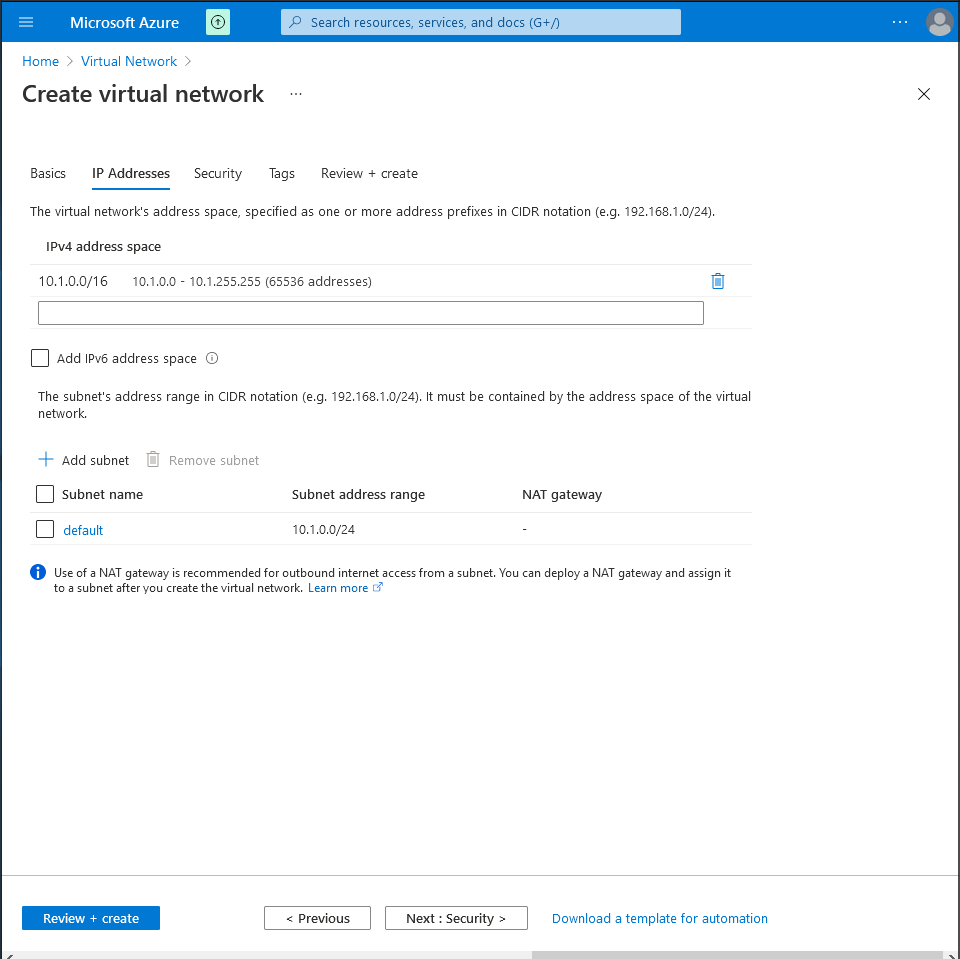 Microsoft Azure
Search resources, services, and docs (G+/)
Home > Virtual Network >
Create virtual network ...
Basics IP Addresses Security Tags Review + create
The virtual network's address space, specified as one or more address prefixes in CIDR notation (e.g. 192.168.1.0/24).
IPv4 address space
10.1.0.0/16 10.1.0.0 - 10.1.255.255 (65536 addresses)
Add IPv6 address space
The subnet's address range in CIDR notation (e.g. 192.168.1.0/24). It must be contained by the address space of the virtual
network.
+ Add subnet Remove subnet
Subnet name Subnet address range NAT gateway
default 10.1.0.0/24 -
Use of a NAT gateway is recommended for outbound internet access from a subnet. You can deploy a NAT gateway and assign it
to a subnet after you create the virtual network. Learn more
Review + create < Previous Next : Security > Download a template for automation